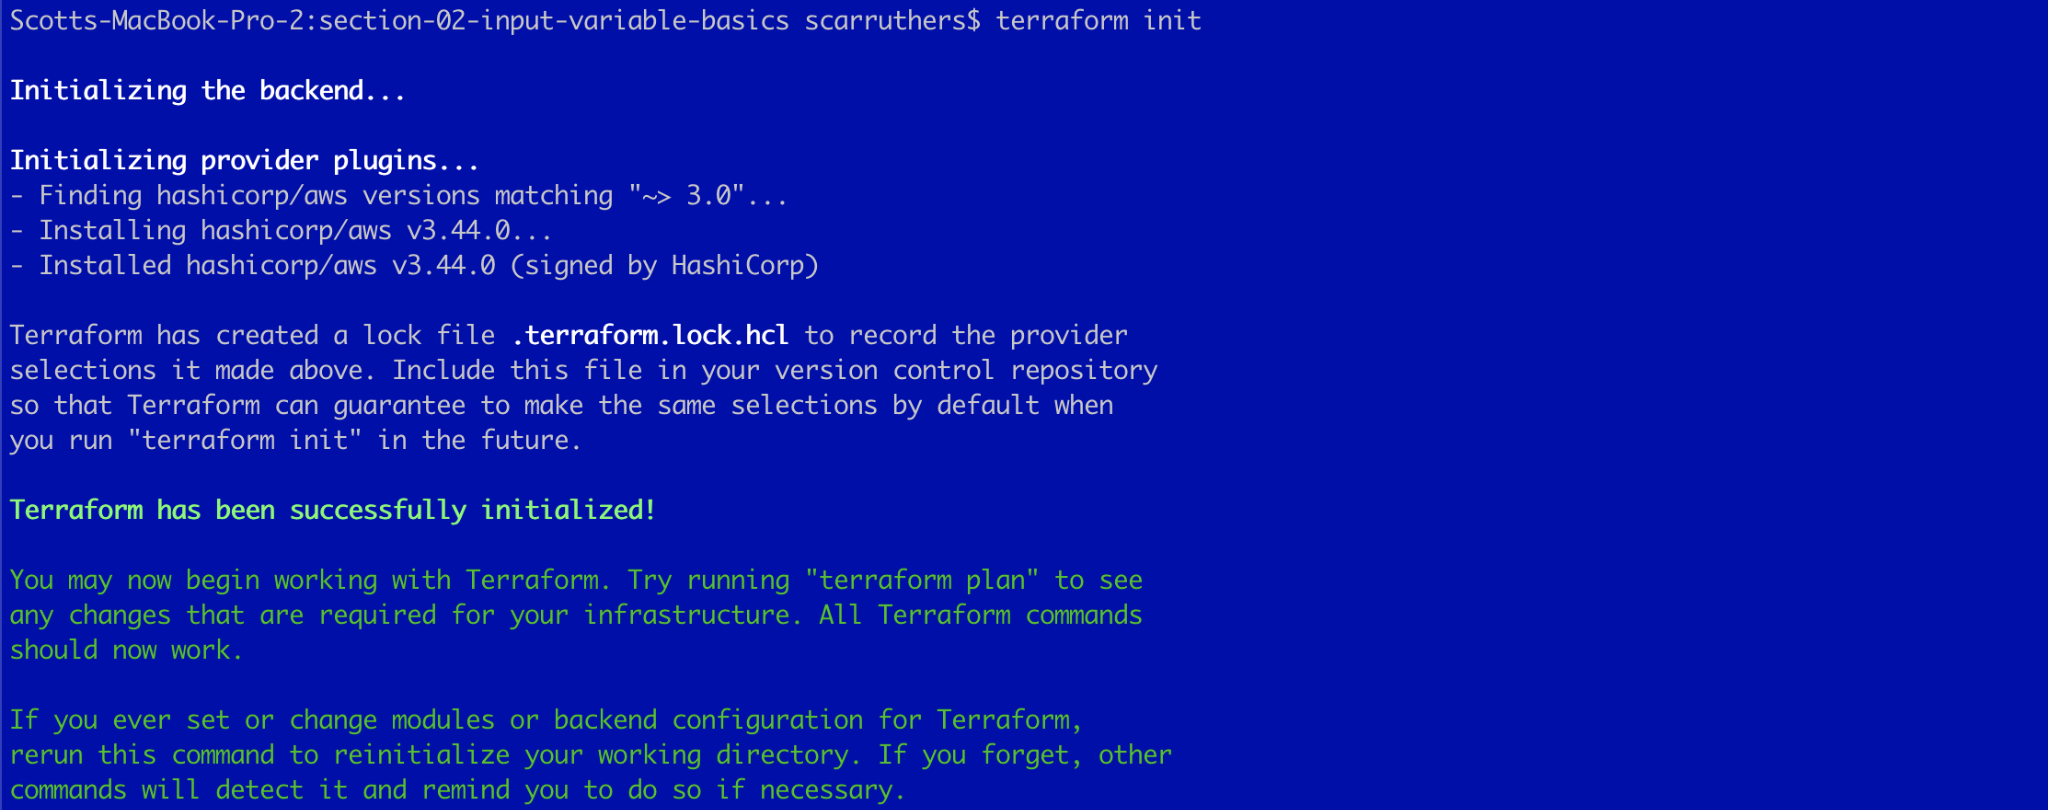 Scotts-MacBook-Pro-2:section-02-input-variable-basics scarruthers$ terraform init
Initializing the backend...
Initializing provider plugins...
- Finding hashicorp/aws versions matching "~> 3.0"...
- Installing hashicorp/aws v3.44.0...
- Installed hashicorp/aws v3.44.0 (signed by HashiCorp)
Terraform has created a lock file .terraform.lock.hcl to record the provider
selections it made above. Include this file in your version control repository
so that Terraform can guarantee to make the same selections by default when
you run "terraform init" in the future.
Terraform has been successfully initialized!
You may now begin working with Terraform. Try running "terraform plan" to see
any changes that are required for your infrastructure. All Terraform commands
should now work.
If you ever set or change modules or backend configuration for Terraform,
rerun this command to reinitialize your working directory. If you forget, other
commands will detect it and remind you to do so if necessary.